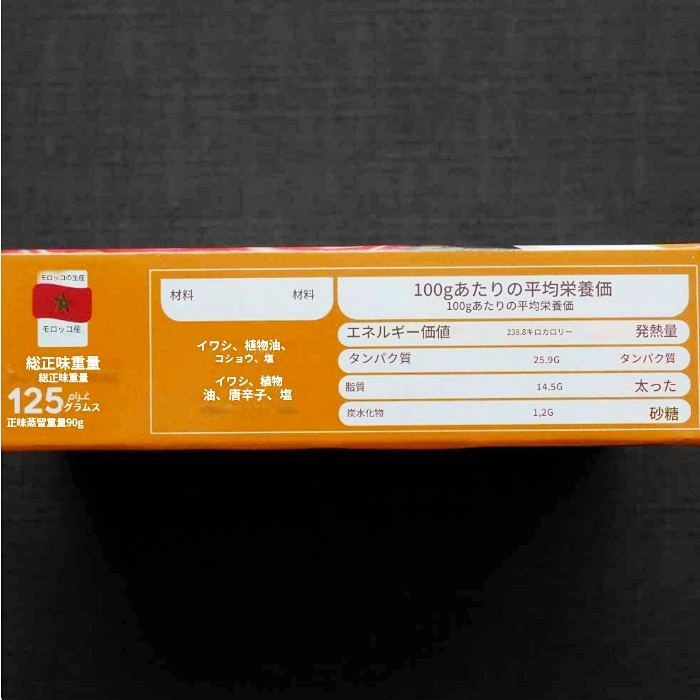 モロッコの生産
モロッコ産
総正味重量
総正味重量
125 غرام
グラムス
正味蒸留重量90g
材料 材料
イワシ、植物油、
コショウ、塩
イワシ、植物
油、唐辛子、塩
100gあたりの平均栄養価
100gあたりの平均栄養価
エネルギー価値 238.8キロカロリー 発熱量
タンパク質 25.9G タンパク質
脂質 14.5G 太った
炭水化物 1,2G 砂糖